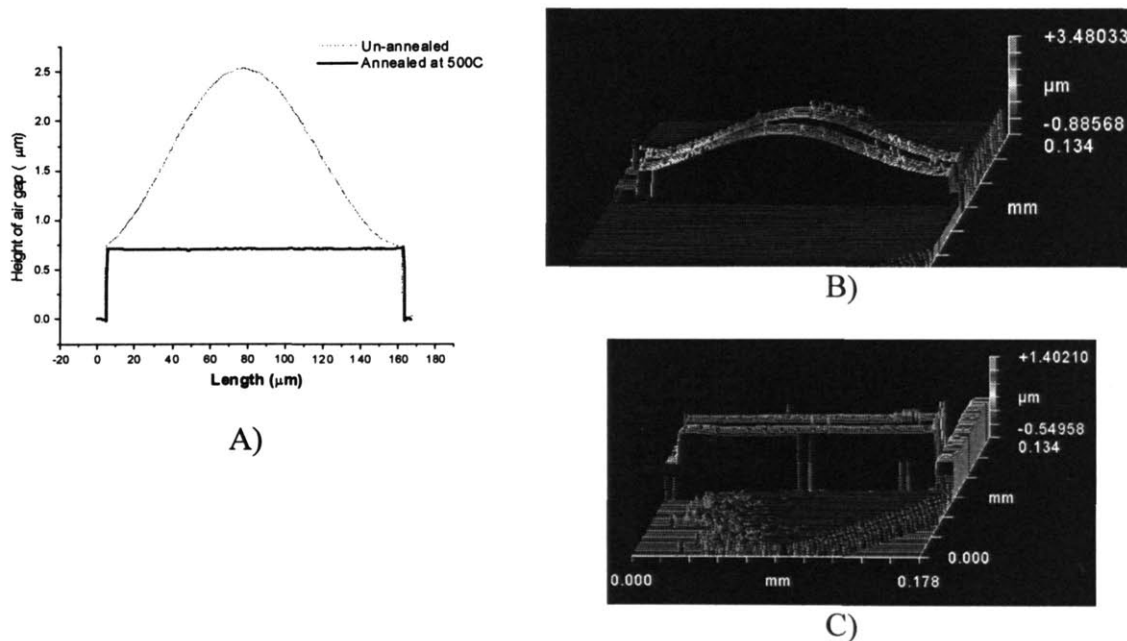 Un-annealed
Annealed at 500C
2.5
2.0
1.5
1.0
0.5
0.0
Height of air gap ( μm)
-20 0 20 40 60 80 100 120 140 160 180
Length (μm)
A)
+3.48033
μm
-0.88568
0.134
mm
B)
+1.40210
μm
-0.54958
0.134
mm
0.000
0.000 mm 0.178
C)